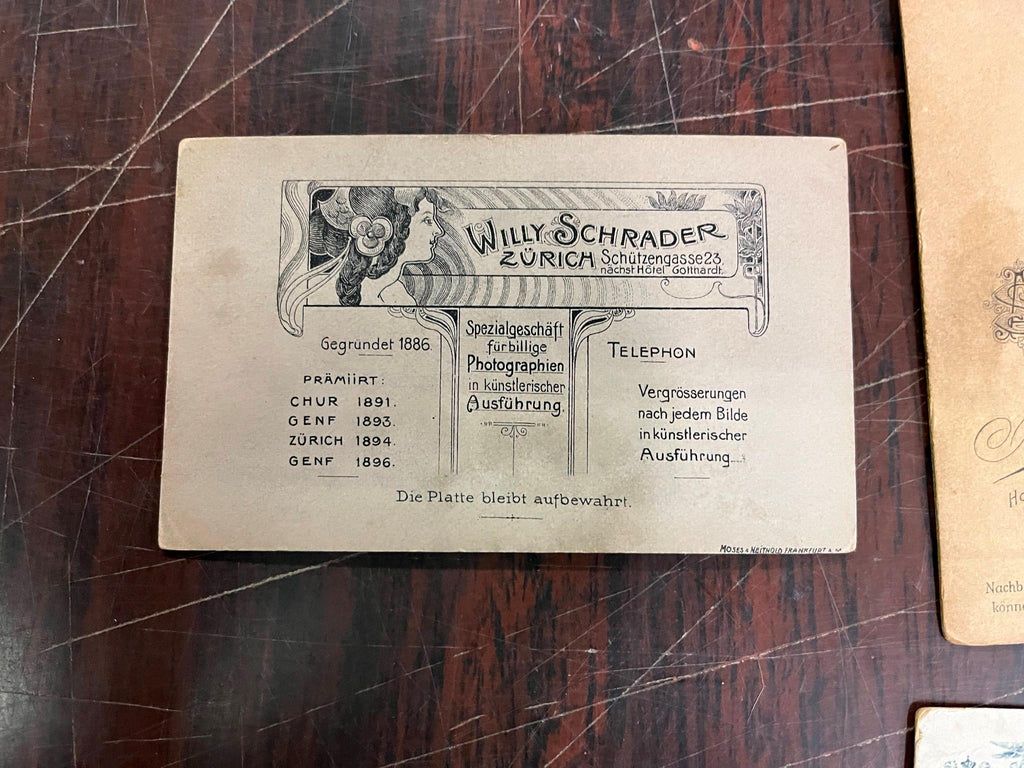 WILLY SCHRADER
ZÜRICH Schützengasse 23.
nächst Hôtel Gotthardt.
Gegründet 1886.
PRÄMIIRT:
CHUR 1891.
GENF 1893.
ZÜRICH 1894.
GENF 1896.
Spezialgeschäft
für billige
Photographien
in künstlerischer
Ausführung.
TELEPHON
Vergrösserungen
nach jedem Bilde
in künstlerischer
Ausführung.
Die Platte bleibt aufbewahrt.
MOSES & NEITHOLD FRANKFURT A. M.
Nachb
könne